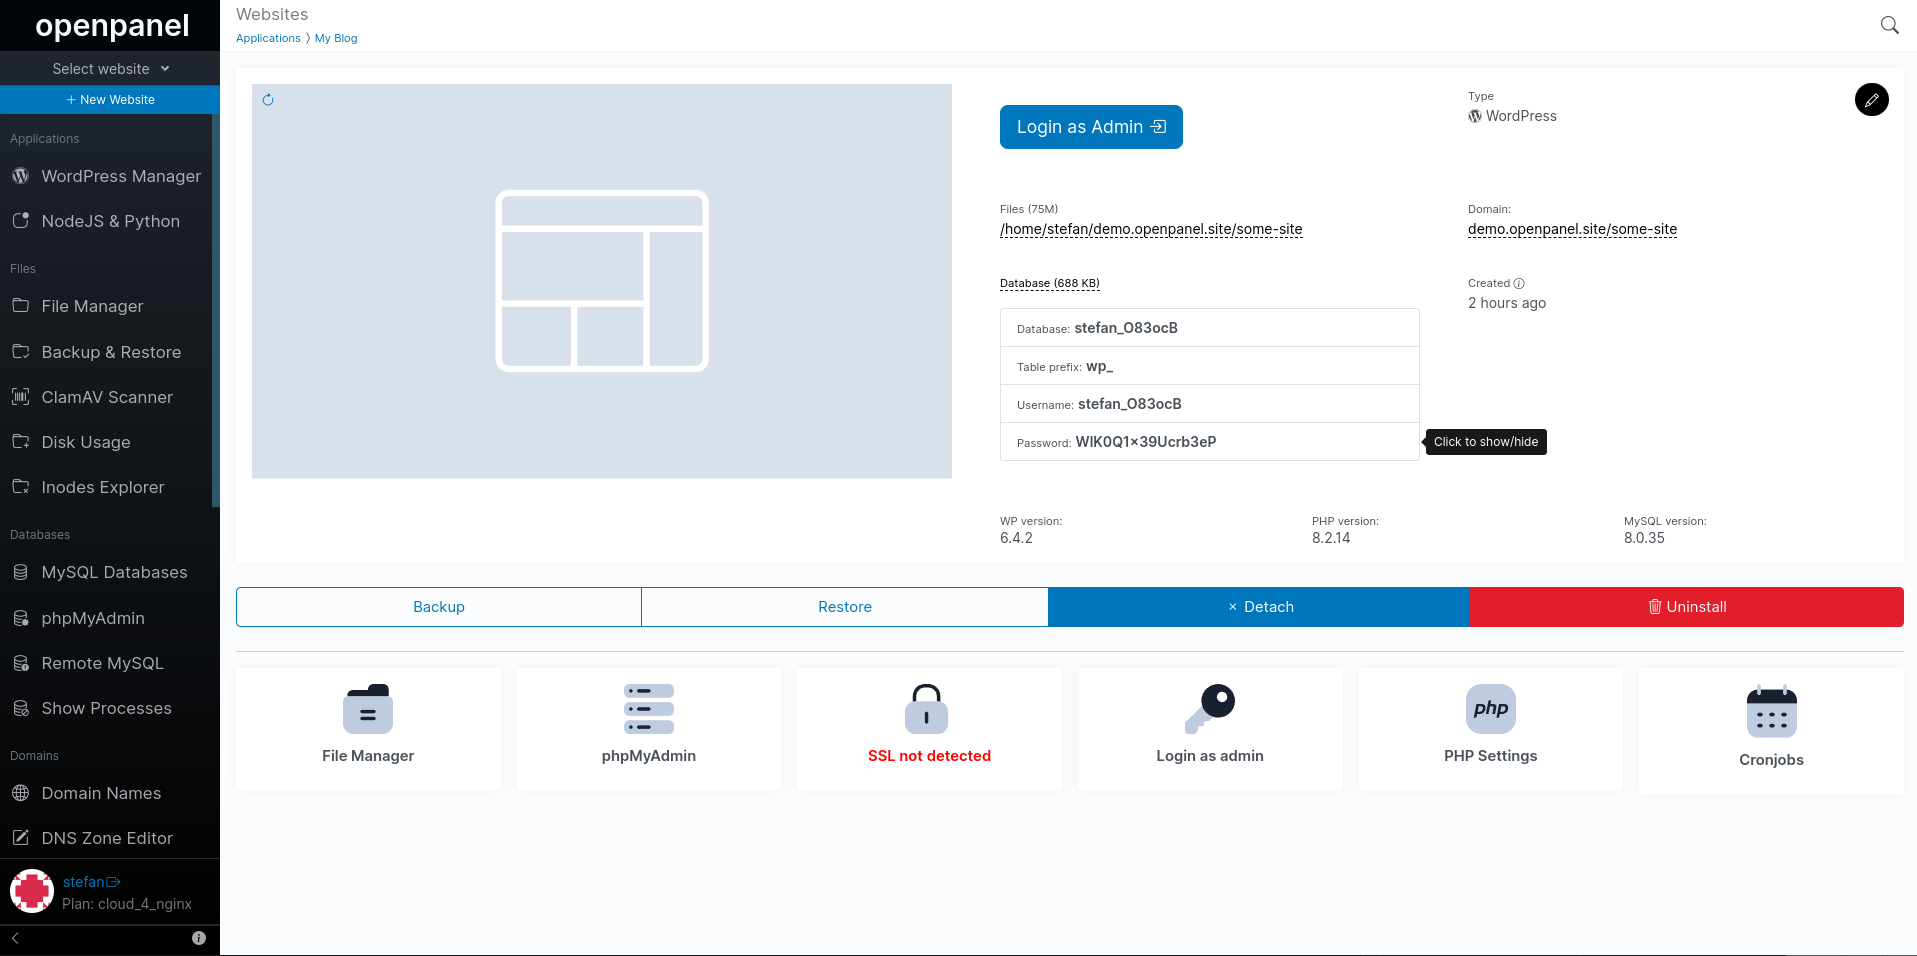 openpanel
Select website
+ New Website
Applications
WordPress Manager
NodeJS & Python
Files
File Manager
Backup & Restore
ClamAV Scanner
Disk Usage
Inodes Explorer
Databases
MySQL Databases
phpMyAdmin
Remote MySQL
Show Processes
Domains
Domain Names
DNS Zone Editor
stefan
Plan: cloud_4_nginx
Websites
Applications 〉 My Blog
Login as Admin
Type
WordPress
Files (75M)
/home/stefan/demo.openpanel.site/some-site
Domain:
demo.openpanel.site/some-site
Database (688 KB)
Created
2 hours ago
Database: stefan_O83ocB
Table prefix: wp_
Username: stefan_O83ocB
Password: WIK0Q1x39Ucrb3eP
Click to show/hide
WP version:
6.4.2
PHP version:
8.2.14
MySQL version:
8.0.35
Backup
Restore
× Detach
Uninstall
File Manager
phpMyAdmin
SSL not detected
Login as admin
php
PHP Settings
Cronjobs